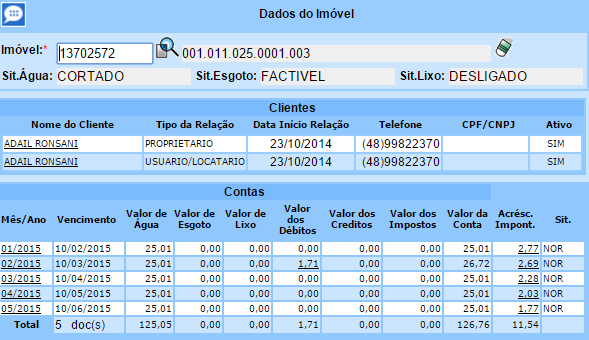 Dados do Imóvel
Imóvel:* 13702572 001.011.025.0001.003
Sit.Água: CORTADO Sit.Esgoto: FACTIVEL Sit.Lixo: DESLIGADO
Clientes
Nome do Cliente Tipo da Relação Data Início Relação Telefone CPF/CNPJ Ativo
ADAIL RONSANI PROPRIETARIO 23/10/2014 (48)99822370 SIM
ADAIL RONSANI USUARIO/LOCATARIO 23/10/2014 (48)99822370 SIM
Contas
Mês/Ano Vencimento Valor de Água Valor de Esgoto Valor de Lixo Valor dos Débitos Valor dos Creditos Valor dos Impostos Valor da Conta Acrésc. Impont. Sit.
01/2015 10/02/2015 25,01 0,00 0,00 0,00 0,00 0,00 25,01 2,77 NOR
02/2015 10/03/2015 25,01 0,00 0,00 1,71 0,00 0,00 26,72 2,69 NOR
03/2015 10/04/2015 25,01 0,00 0,00 0,00 0,00 0,00 25,01 2,28 NOR
04/2015 10/05/2015 25,01 0,00 0,00 0,00 0,00 0,00 25,01 2,03 NOR
05/2015 10/06/2015 25,01 0,00 0,00 0,00 0,00 0,00 25,01 1,77 NOR
Total 5 doc(s) 125,05 0,00 0,00 1,71 0,00 0,00 126,76 11,54